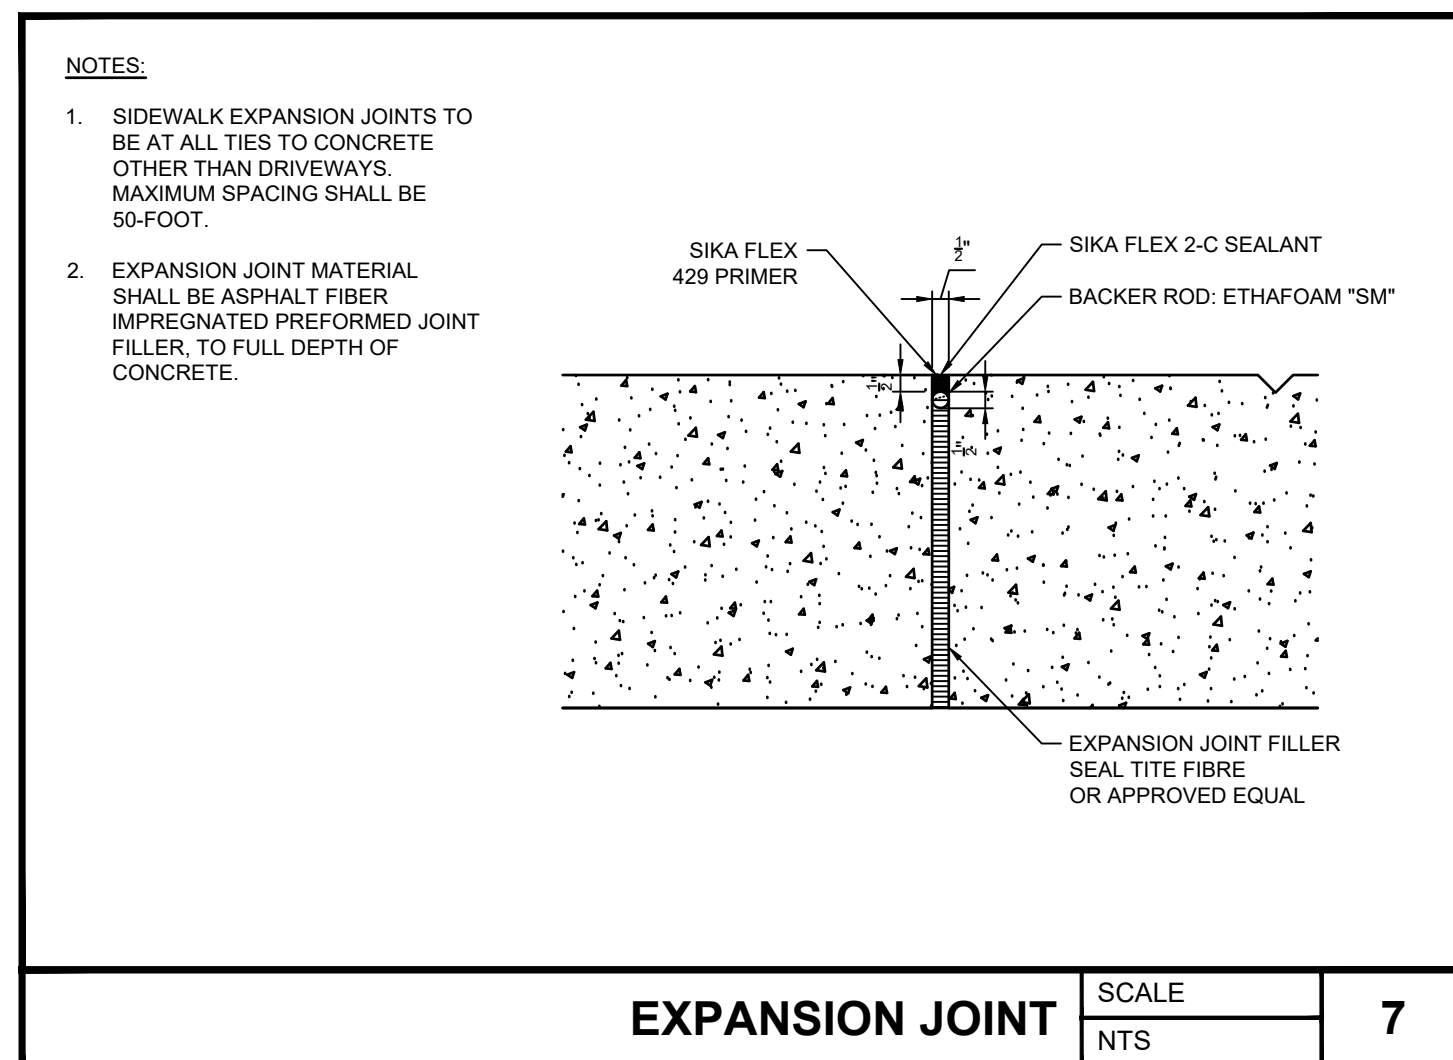 NOTES:
1. SIDEWALK EXPANSION JOINTS TO
BE AT ALL TIES TO CONCRETE
OTHER THAN DRIVEWAYS.
MAXIMUM SPACING SHALL BE
50-FOOT.
2. EXPANSION JOINT MATERIAL
SHALL BE ASPHALT FIBER
IMPREGNATED PREFORMED JOINT
FILLER, TO FULL DEPTH OF
CONCRETE.
SIKA FLEX
429 PRIMER
1/2"
SIKA FLEX 2-C SEALANT
BACKER ROD: ETHAFOAM "SM"
1/2"
1/2"
EXPANSION JOINT FILLER
SEAL TITE FIBRE
OR APPROVED EQUAL
EXPANSION JOINT
SCALE
NTS
7